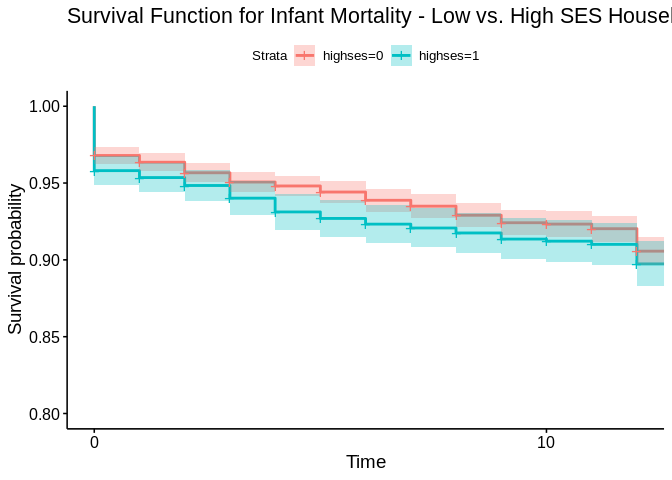 Survival Function for Infant Mortality - Low vs. High SES
Strata highses=0 highses=1
1.00
0.95
0.90
0.85
0.80
Survival probability
0 10
Time